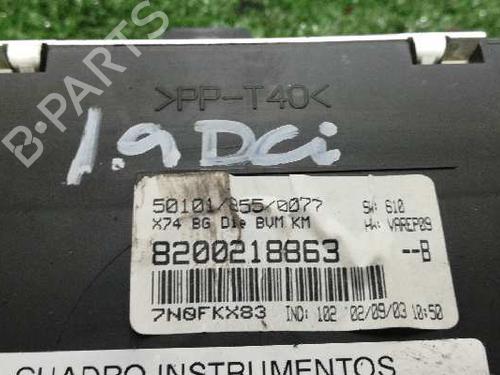 >PP-T40<
B-PARTS
1.9 DCi
50101/855/0077 SW: 610
X74 BG Die BVM KM HW: VAREP09
8200218863 --B
7N0FKX83 IND: 102 02/09/03 10:50
CUADRO INSTRUMENTOS